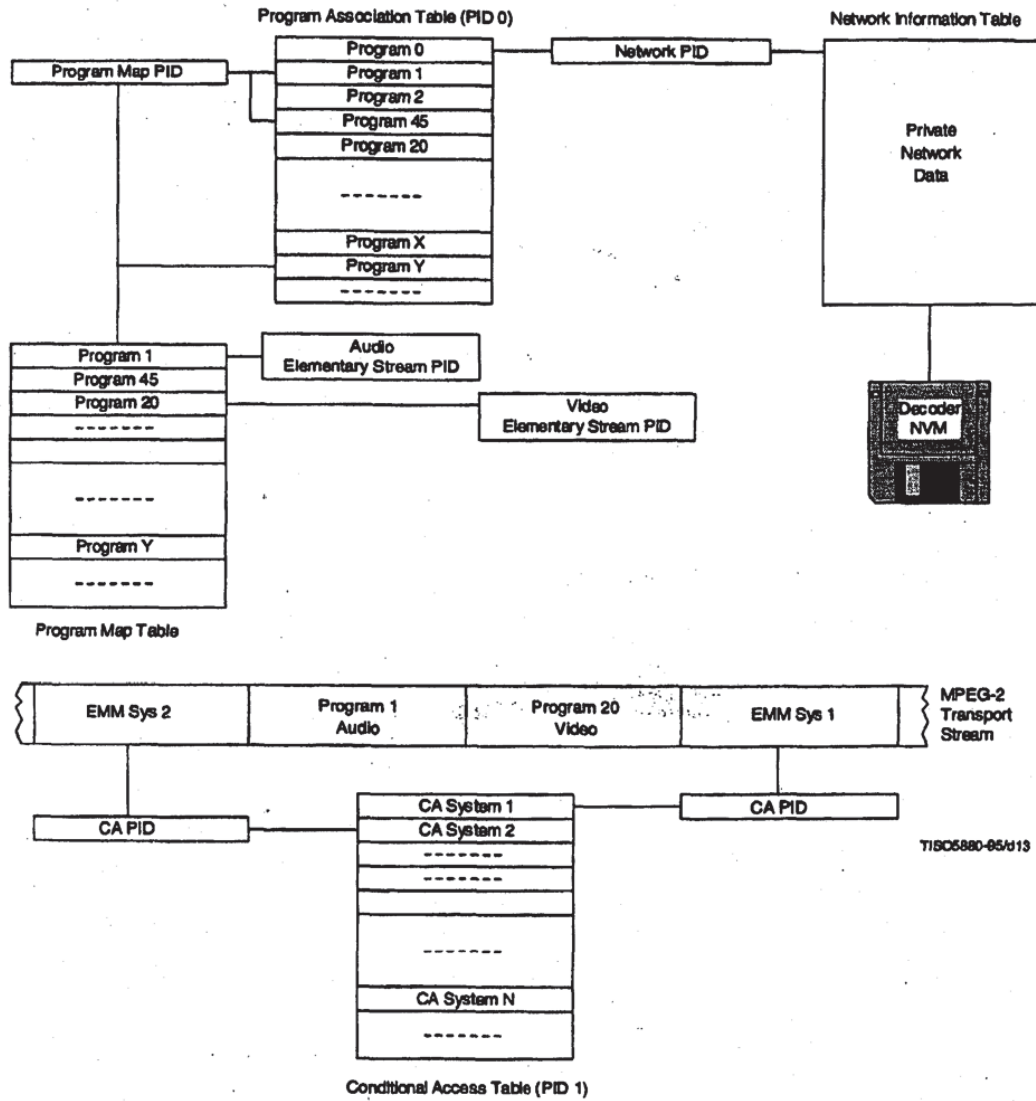 Program Association Table (PID 0)
Network Information Table
Program 0
Network PID
Program Map PID
Program 1
Program 2
Program 45
Program 20
-------
Program X
Program Y
-------
Private
Network
Data
Program 1
Program 45
Program 20
-------
-------
Program Y
-------
Audio
Elementary Stream PID
Video
Elementary Stream PID
Decoder
NVM
Program Map Table
EMM Sys 2
Program 1
Audio
Program 20
Video
EMM Sys 1
MPEG-2
Transport
Stream
CA PID
CA System 1
CA System 2
-------
-------
-------
CA System N
-------
CA PID
TISO5880-95/d13
Conditional Access Table (PID 1)